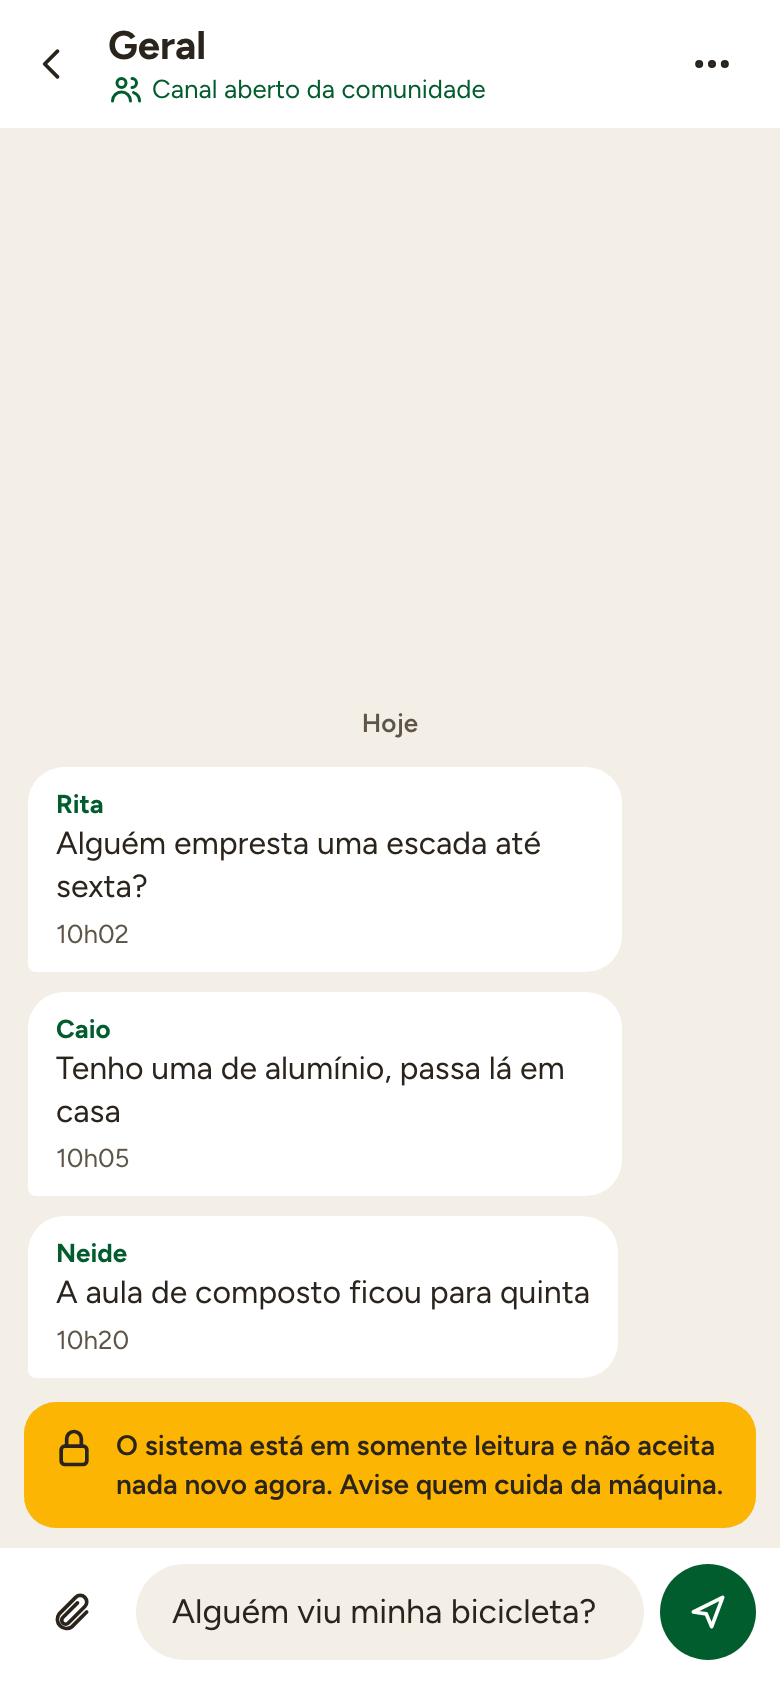 Geral
Canal aberto da comunidade
Hoje
Rita
Alguém empresta uma escada até
sexta?
10h02
Caio
Tenho uma de alumínio, passa lá em
casa
10h05
Neide
A aula de composto ficou para quinta
10h20
O sistema está em somente leitura e não aceita
nada novo agora. Avise quem cuida da máquina.
Alguém viu minha bicicleta?